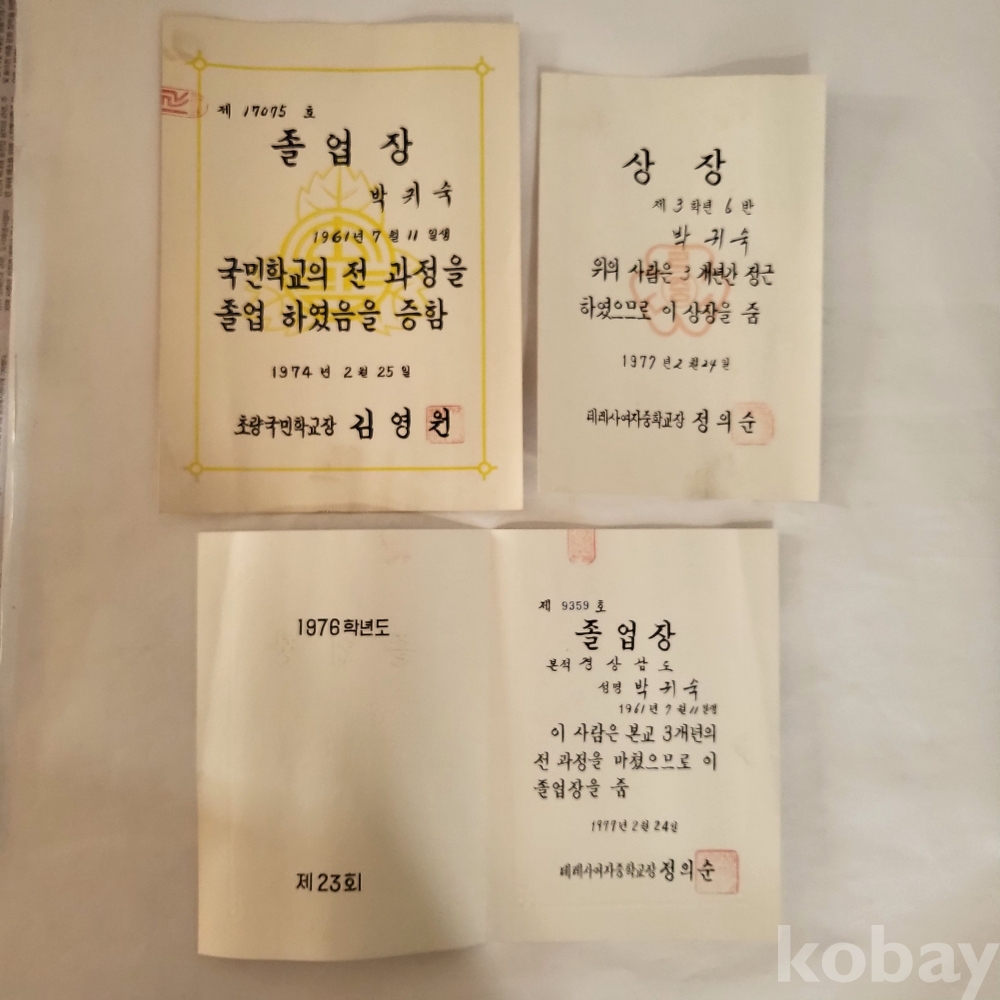 제 17075 호
졸업장
박귀숙
1961년 7월 11일생
국민학교의 전 과정을
졸업 하였음을 증함
1974년 2월 25일
초량국민학교장 김영원
상장
제3학년 6반
박귀숙
위의 사람은 3개년간 정근
하였으므로 이 상장을 줌
1977년 2월 24일
테레사여자중학교장 정의순
1976학년도
제23회
제 9359 호
졸업장
본적 경상남도
성명 박귀숙
1961년 7월 11일생
이 사람은 본교 3개년의
전 과정을 마쳤으므로 이
졸업장을 줌
1977년 2월 24일
테레사여자중학교장 정의순
kobay